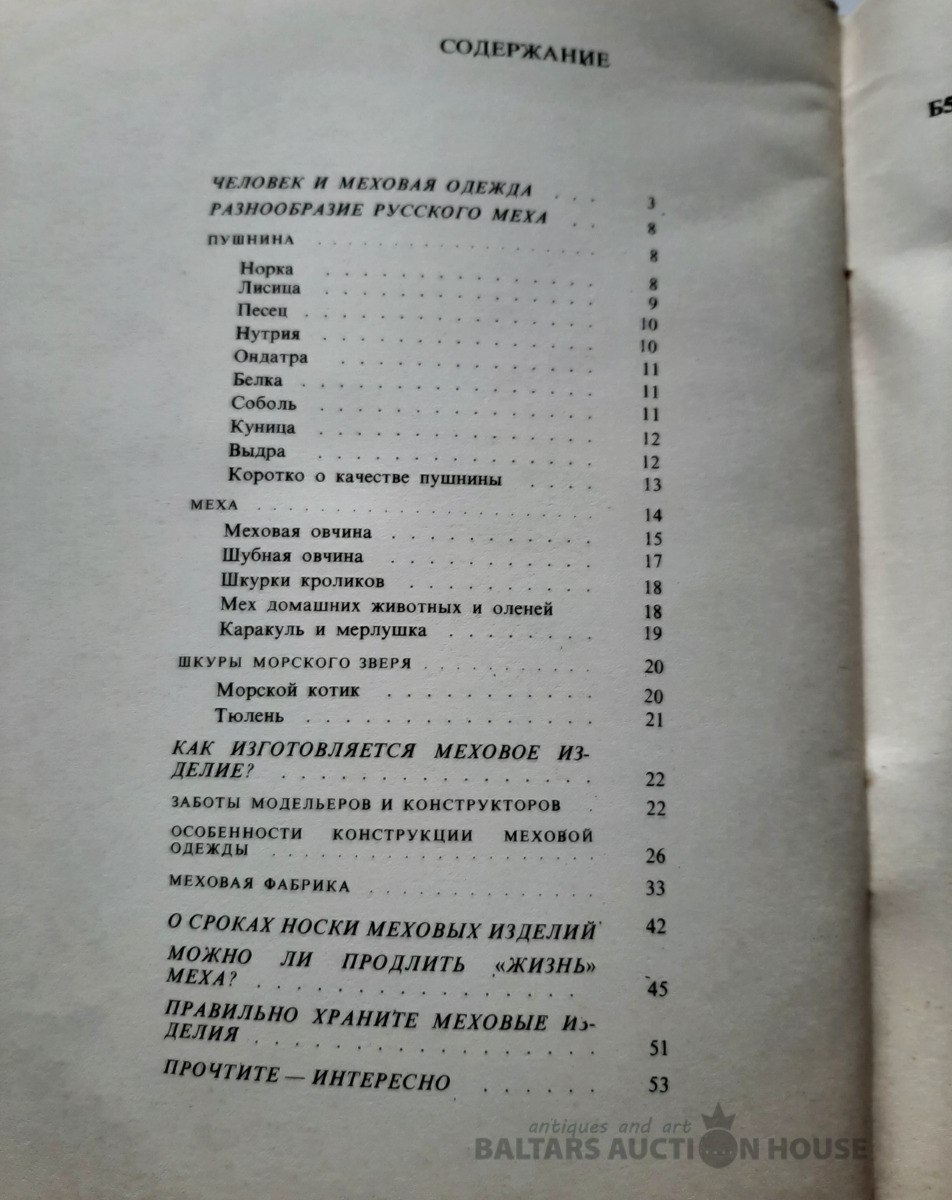 СОДЕРЖАНИЕ
ЧЕЛОВЕК И МЕХОВАЯ ОДЕЖДА . . . 3
РАЗНООБРАЗИЕ РУССКОГО МЕХА . . 8
ПУШНИНА . . . . . . . . . . . . 8
Норка . . . . . . . . . . . . 8
Лисица . . . . . . . . . . . . 9
Песец . . . . . . . . . . . . . 10
Нутрия . . . . . . . . . . . . 10
Ондатра . . . . . . . . . . . 11
Белка . . . . . . . . . . . . . 11
Соболь . . . . . . . . . . . . 11
Куница . . . . . . . . . . . . 12
Выдра . . . . . . . . . . . . 12
Коротко о качестве пушнины . . . . 13
МЕХА . . . . . . . . . . . . . . 14
Меховая овчина . . . . . . . . . 15
Шубная овчина . . . . . . . . . 17
Шкурки кроликов . . . . . . . . 18
Мех домашних животных и оленей 18
Каракуль и мерлушка . . . . . . . 19
ШКУРЫ МОРСКОГО ЗВЕРЯ . . . . . . . . 20
Морской котик . . . . . . . . . 20
Тюлень . . . . . . . . . . . . 21
КАК ИЗГОТОВЛЯЕТСЯ МЕХОВОЕ ИЗ-
ДЕЛИЕ? . . . . . . . . . . . . . 22
ЗАБОТЫ МОДЕЛЬЕРОВ И КОНСТРУКТОРОВ . 22
ОСОБЕННОСТИ КОНСТРУКЦИИ МЕХОВОЙ
ОДЕЖДЫ . . . . . . . . . . . . . 26
МЕХОВАЯ ФАБРИКА . . . . . . . . . . 33
О СРОКАХ НОСКИ МЕХОВЫХ ИЗДЕЛИЙ 42
МОЖНО ЛИ ПРОДЛИТЬ «ЖИЗНЬ»
МЕХА? . . . . . . . . . . . . . 45
ПРАВИЛЬНО ХРАНИТЕ МЕХОВЫЕ ИЗ-
ДЕЛИЯ . . . . . . . . . . . . . 51
ПРОЧТИТЕ — ИНТЕРЕСНО . . . . . . 53
Б5
antiques and art
BALTARS AUCTION HOUSE